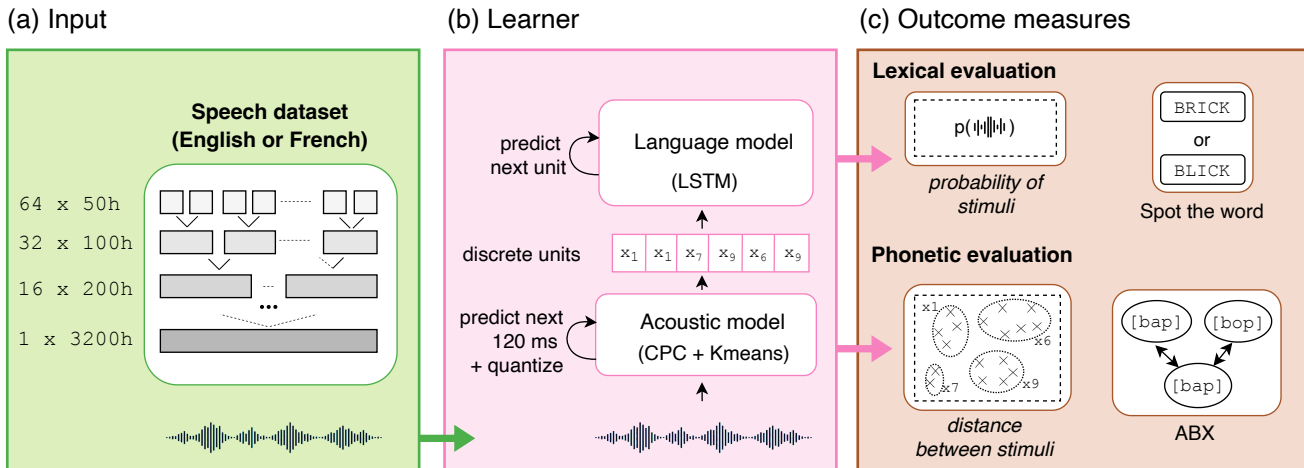 (a) Input
Speech dataset
(English or French)
64 x 50h
32 x 100h
16 x 200h
...
1 x 3200h
(b) Learner
predict
next unit
Language model
(LSTM)
discrete units
x1 x1 x7 x9 x6 x9
predict next
120 ms
+ quantize
Acoustic model
(CPC + Kmeans)
(c) Outcome measures
Lexical evaluation
p( )
probability of
stimuli
BRICK
or
BLICK
Spot the word
Phonetic evaluation
x1
x6
x7
x9
distance
between stimuli
[bap] [bop]
[bap]
ABX